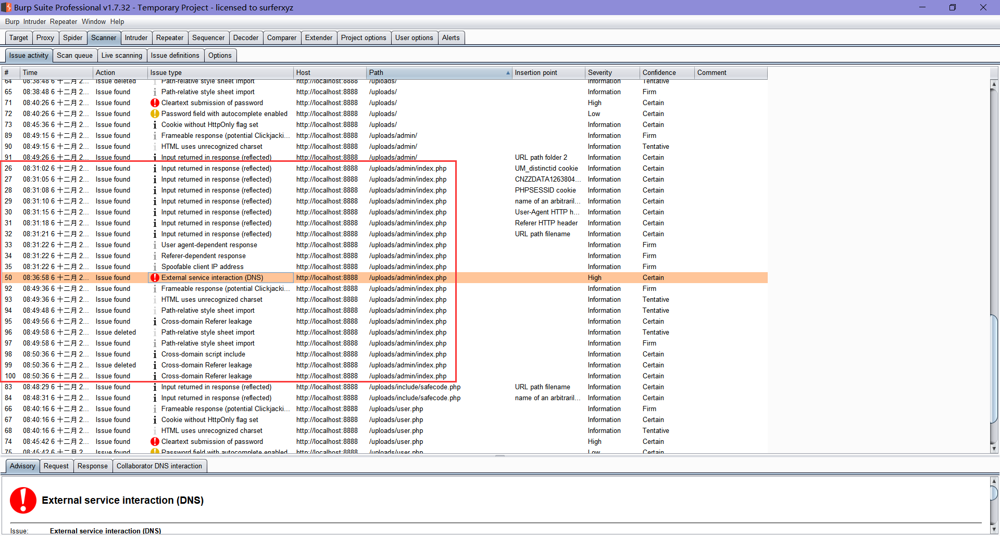 Burp Suite Professional v1.7.32 - Temporary Project - licensed to surferxyz
Burp Intruder Repeater Window Help
Target Proxy Spider Scanner Intruder Repeater Sequencer Decoder Comparer Extender Project options User options Alerts
Issue activity Scan queue Live scanning Issue definitions Options
# Time Action Issue type Host Path Insertion point Severity Confidence Comment
64 08:38:48 6 十二月 2... Issue deleted Path-relative style sheet import http://localhost:8888 /uploads/ Information Tentative
65 08:38:48 6 十二月 2... Issue found Path-relative style sheet import http://localhost:8888 /uploads/ Information Firm
71 08:40:26 6 十二月 2... Issue found Cleartext submission of password http://localhost:8888 /uploads/ High Certain
72 08:40:26 6 十二月 2... Issue found Password field with autocomplete enabled http://localhost:8888 /uploads/ Low Certain
73 08:45:36 6 十二月 2... Issue found Cookie without HttpOnly flag set http://localhost:8888 /uploads/ Information Certain
89 08:49:15 6 十二月 2... Issue found Frameable response (potential Clickjacki... http://localhost:8888 /uploads/admin/ Information Firm
90 08:49:15 6 十二月 2... Issue found HTML uses unrecognized charset http://localhost:8888 /uploads/admin/ Information Tentative
91 08:49:26 6 十二月 2... Issue found Input returned in response (reflected) http://localhost:8888 /uploads/admin/ URL path folder 2 Information Certain
26 08:31:02 6 十二月 2... Issue found Input returned in response (reflected) http://localhost:8888 /uploads/admin/index.php UM_distinctid cookie Information Certain
27 08:31:05 6 十二月 2... Issue found Input returned in response (reflected) http://localhost:8888 /uploads/admin/index.php CNZZDATA1263804... Information Certain
28 08:31:08 6 十二月 2... Issue found Input returned in response (reflected) http://localhost:8888 /uploads/admin/index.php PHPSESSID cookie Information Certain
29 08:31:10 6 十二月 2... Issue found Input returned in response (reflected) http://localhost:8888 /uploads/admin/index.php name of an arbitraril... Information Certain
30 08:31:15 6 十二月 2... Issue found Input returned in response (reflected) http://localhost:8888 /uploads/admin/index.php User-Agent HTTP h... Information Certain
31 08:31:18 6 十二月 2... Issue found Input returned in response (reflected) http://localhost:8888 /uploads/admin/index.php Referer HTTP header Information Certain
32 08:31:21 6 十二月 2... Issue found Input returned in response (reflected) http://localhost:8888 /uploads/admin/index.php URL path filename Information Certain
33 08:31:22 6 十二月 2... Issue found User agent-dependent response http://localhost:8888 /uploads/admin/index.php Information Firm
34 08:31:22 6 十二月 2... Issue found Referer-dependent response http://localhost:8888 /uploads/admin/index.php Information Firm
35 08:31:22 6 十二月 2... Issue found Spoofable client IP address http://localhost:8888 /uploads/admin/index.php Information Firm
50 08:36:58 6 十二月 2... Issue found External service interaction (DNS) http://localhost:8888 /uploads/admin/index.php High Certain
92 08:49:36 6 十二月 2... Issue found Frameable response (potential Clickjacki... http://localhost:8888 /uploads/admin/index.php Information Firm
93 08:49:36 6 十二月 2... Issue found HTML uses unrecognized charset http://localhost:8888 /uploads/admin/index.php Information Tentative
94 08:49:48 6 十二月 2... Issue found Path-relative style sheet import http://localhost:8888 /uploads/admin/index.php Information Tentative
95 08:49:56 6 十二月 2... Issue found Cross-domain Referer leakage http://localhost:8888 /uploads/admin/index.php Information Certain
96 08:49:58 6 十二月 2... Issue deleted Path-relative style sheet import http://localhost:8888 /uploads/admin/index.php Information Tentative
97 08:49:58 6 十二月 2... Issue found Path-relative style sheet import http://localhost:8888 /uploads/admin/index.php Information Firm
98 08:50:36 6 十二月 2... Issue found Cross-domain script include http://localhost:8888 /uploads/admin/index.php Information Certain
99 08:50:36 6 十二月 2... Issue deleted Cross-domain Referer leakage http://localhost:8888 /uploads/admin/index.php Information Certain
100 08:50:36 6 十二月 2... Issue found Cross-domain Referer leakage http://localhost:8888 /uploads/admin/index.php Information Certain
83 08:48:29 6 十二月 2... Issue found Input returned in response (reflected) http://localhost:8888 /uploads/include/safecode.php URL path filename Information Certain
84 08:48:31 6 十二月 2... Issue found Input returned in response (reflected) http://localhost:8888 /uploads/include/safecode.php name of an arbitraril... Information Certain
66 08:40:16 6 十二月 2... Issue found Frameable response (potential Clickjacki... http://localhost:8888 /uploads/user.php Information Firm
67 08:40:16 6 十二月 2... Issue found Cookie without HttpOnly flag set http://localhost:8888 /uploads/user.php Information Certain
68 08:40:16 6 十二月 2... Issue found HTML uses unrecognized charset http://localhost:8888 /uploads/user.php Information Tentative
74 08:45:42 6 十二月 2... Issue found Cleartext submission of password http://localhost:8888 /uploads/user.php High Certain
75 08:45:42 6 十二月 2... Issue found Password field with autocomplete enabled http://localhost:8888 /uploads/user.php Low Certain
Advisory Request Response Collaborator DNS interaction
External service interaction (DNS)
Issue: External service interaction (DNS)